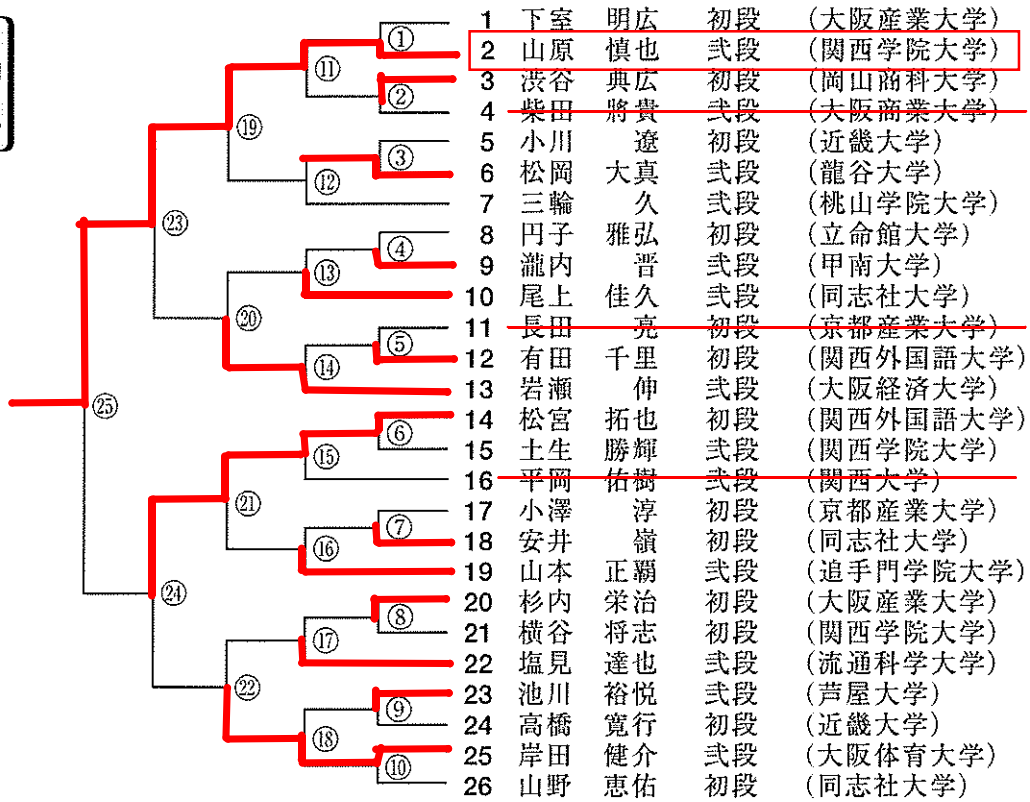 1 下室 明広 初段 (大阪産業大学)
2 山原 慎也 弐段 (関西学院大学)
3 渋谷 典広 初段 (岡山商科大学)
4 柴田 將貴 弐段 (大阪商業大学)
5 小川 遼 初段 (近畿大学)
6 松岡 大真 弐段 (龍谷大学)
7 三輪 久 弐段 (桃山学院大学)
8 円子 雅弘 初段 (立命館大学)
9 瀧内 晋 弐段 (甲南大学)
10 尾上 佳久 弐段 (同志社大学)
11 長田 亮 初段 (京都産業大学)
12 有田 千里 初段 (関西外国語大学)
13 岩瀬 伸 弐段 (大阪経済大学)
14 松宮 拓也 初段 (関西外国語大学)
15 土生 勝輝 弐段 (関西学院大学)
16 平岡 佑樹 弐段 (関西大学)
17 小澤 淳 初段 (京都産業大学)
18 安井 嶺 初段 (同志社大学)
19 山本 正覇 弐段 (追手門学院大学)
20 杉内 栄治 初段 (大阪産業大学)
21 横谷 将志 初段 (関西学院大学)
22 塩見 達也 弐段 (流通科学大学)
23 池川 裕悦 弐段 (芦屋大学)
24 高橋 寛行 初段 (近畿大学)
25 岸田 健介 弐段 (大阪体育大学)
26 山野 恵佑 初段 (同志社大学)
①
②
③
④
⑤
⑥
⑦
⑧
⑨
⑩
⑪
⑫
⑬
⑭
⑮
⑯
⑰
⑱
⑲
⑳
㉑
㉒
㉓
㉔
㉕